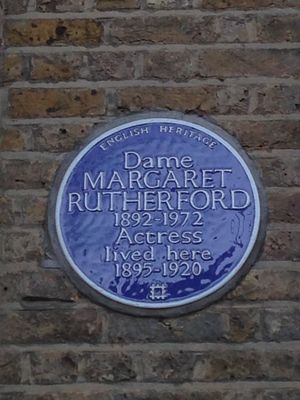 ENGLISH HERITAGE
Dame
MARGARET
RUTHERFORD
1892-1972
Actress
lived here
1895-1920